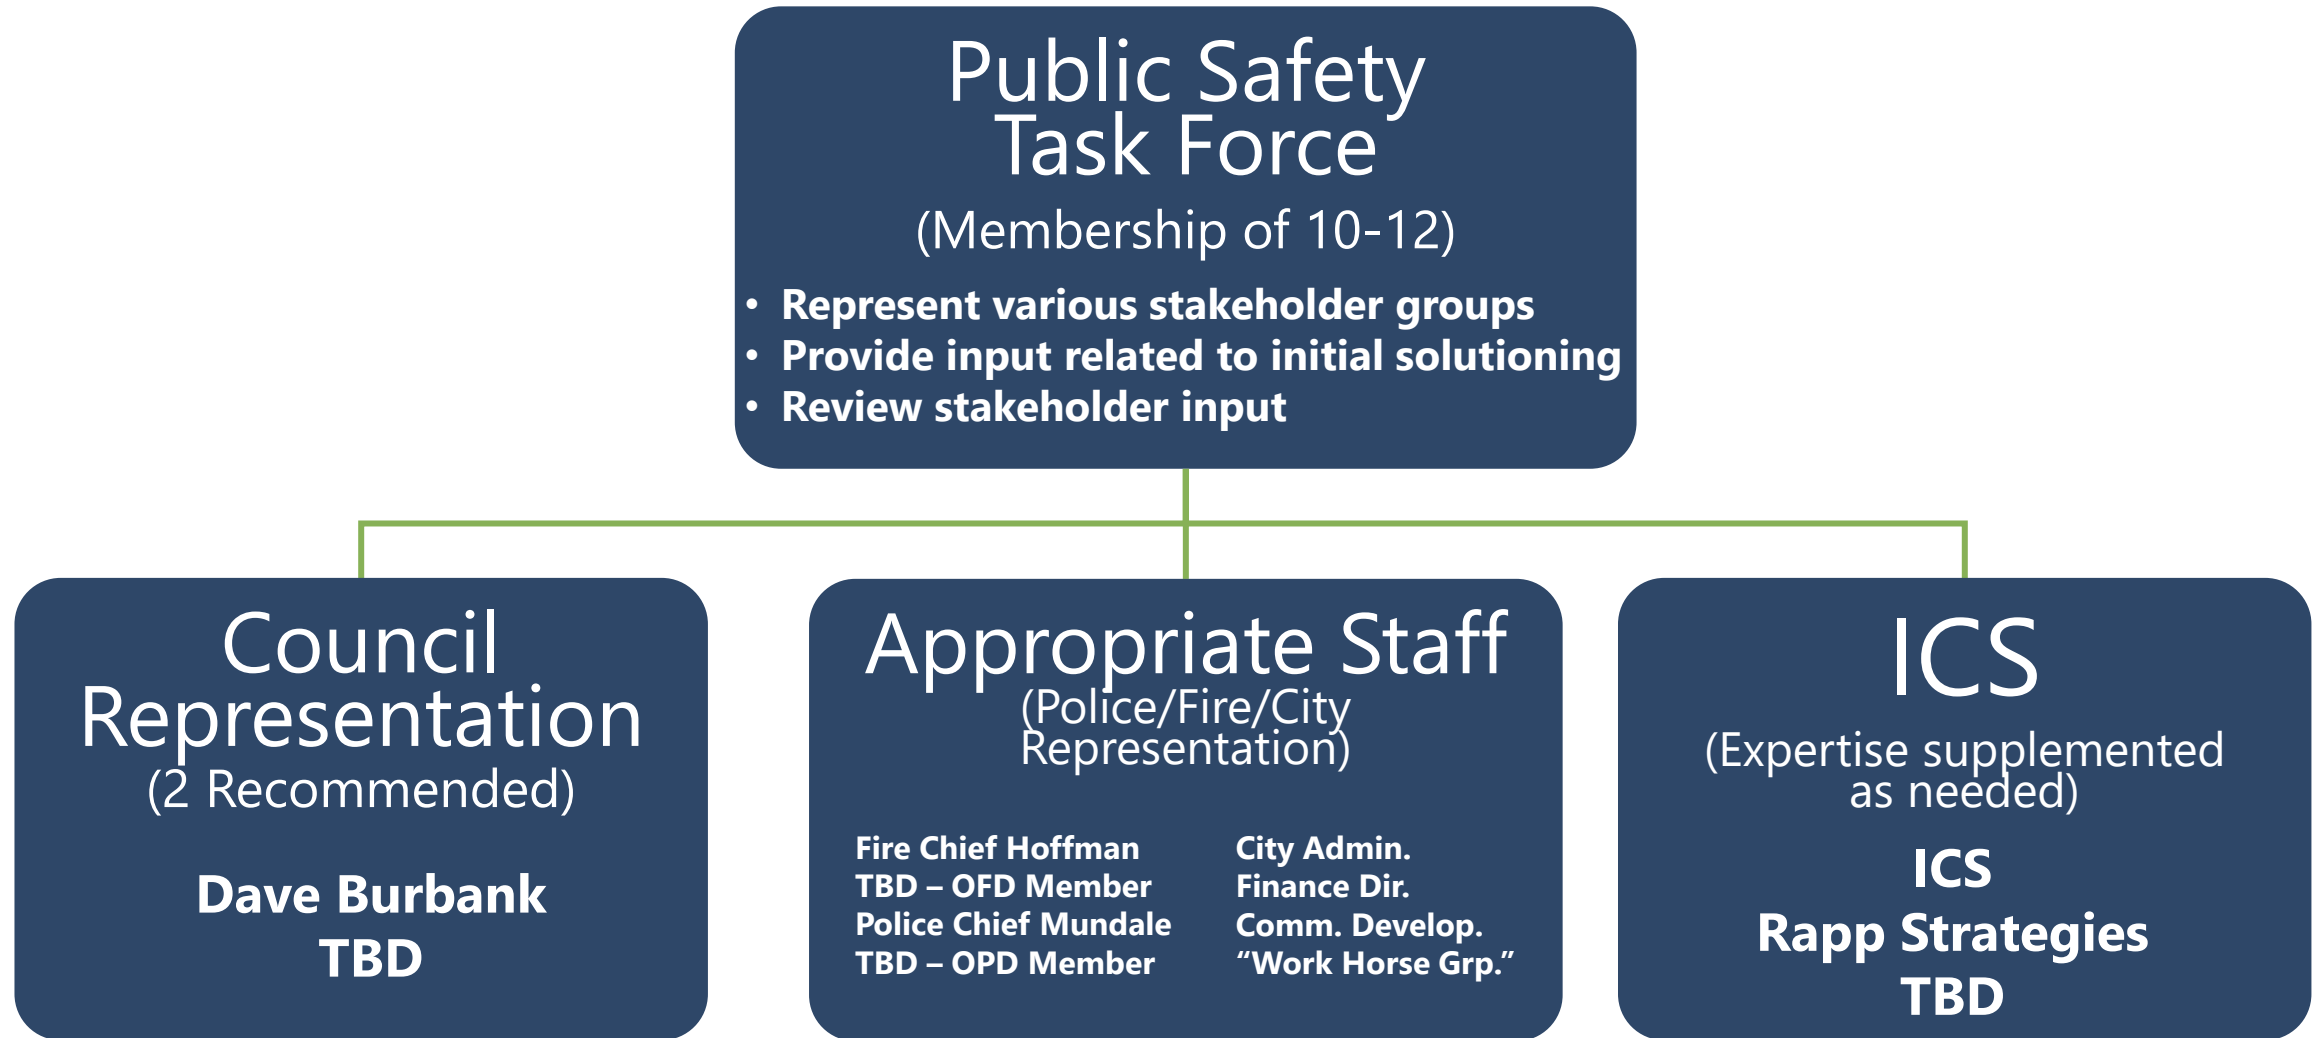 Public Safety
Task Force
(Membership of 10-12)
• Represent various stakeholder groups
• Provide input related to initial solutioning
• Review stakeholder input
Council
Representation
(2 Recommended)
Dave Burbank
TBD
Appropriate Staff
(Police/Fire/City
Representation)
Fire Chief Hoffman
TBD – OFD Member
Police Chief Mundale
TBD – OPD Member
City Admin.
Finance Dir.
Comm. Develop.
“Work Horse Grp.”
ICS
(Expertise supplemented
as needed)
ICS
Rapp Strategies
TBD